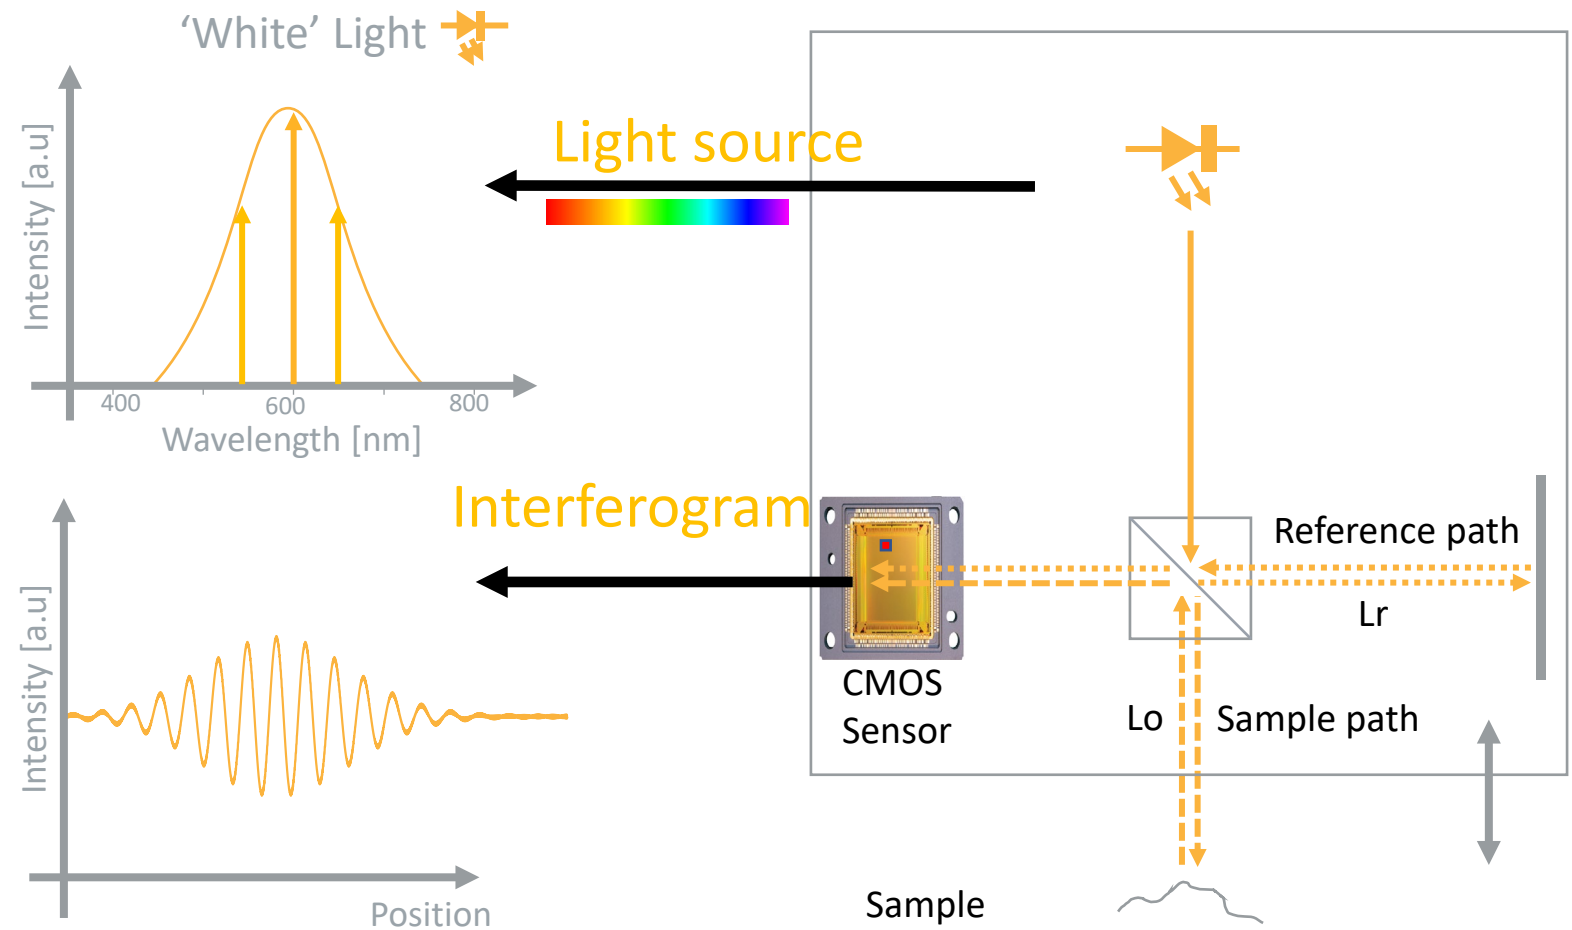 ‘White’ Light
Intensity [a.u]
400
600
800
Wavelength [nm]
Light source
Interferogram
Intensity [a.u]
Position
Reference path
Lr
CMOS
Sensor
Lo
Sample path
Sample